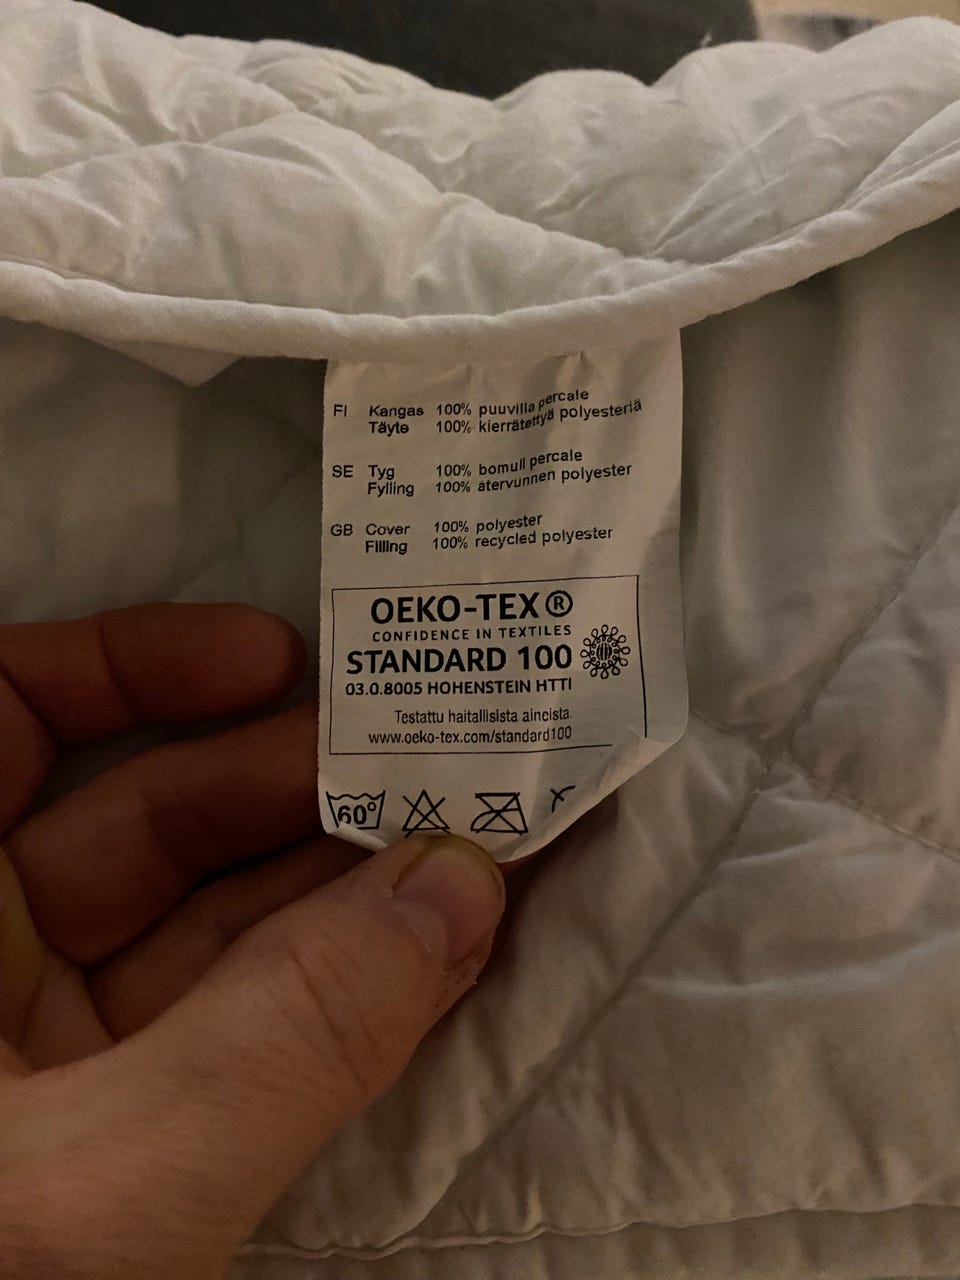 FI Kangas 100% puuvilla percale
Täyte 100% kierrätettyä polyesteriä
SE Tyg 100% bomull percale
Fylling 100% återvunnen polyester
GB Cover 100% polyester
Filling 100% recycled polyester
OEKO-TEX®
CONFIDENCE IN TEXTILES
STANDARD 100
03.0.8005 HOHENSTEIN HTTI
Testattu haitallisista aineista
www.oeko-tex.com/standard100
60°